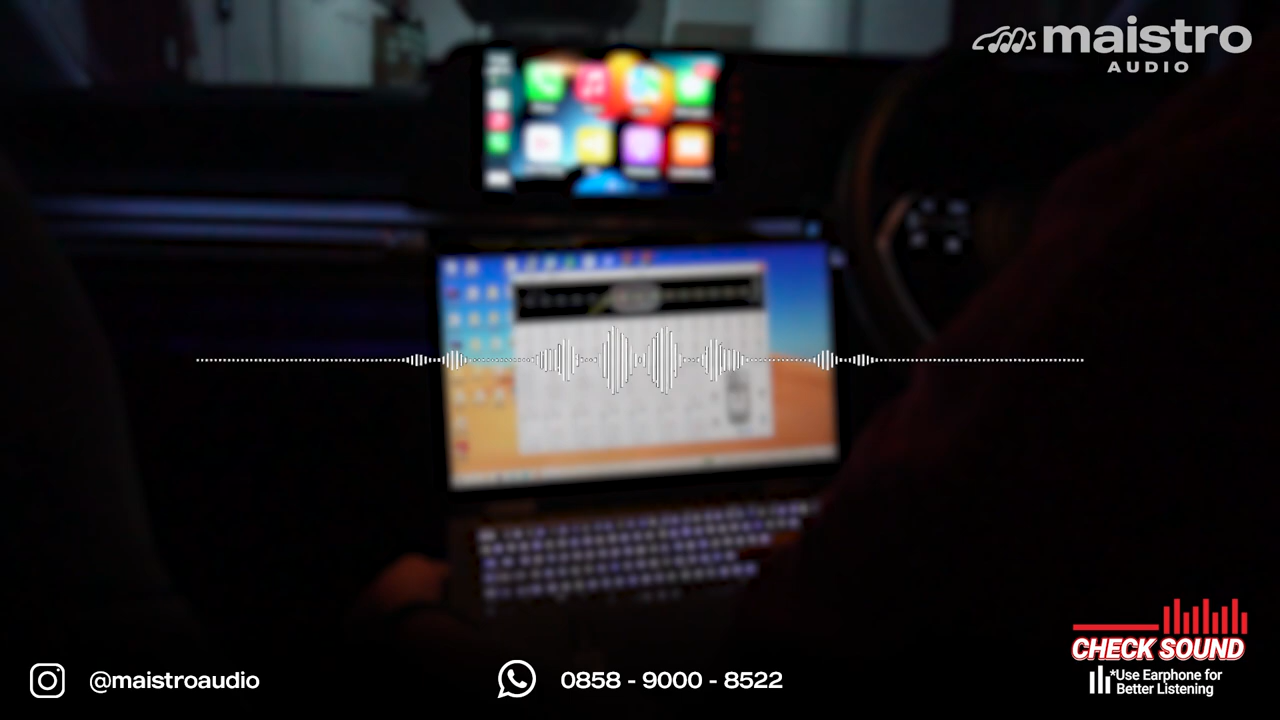 maistro
AUDIO
@maistroaudio
0858 - 9000 - 8522
CHECK SOUND
*Use Earphone for
Better Listening